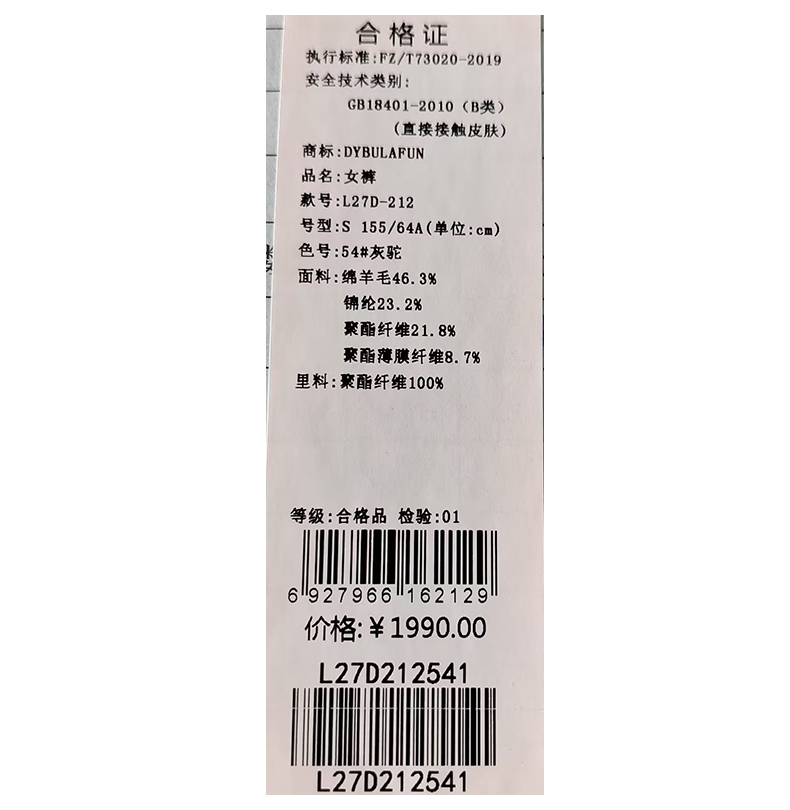 合格证
执行标准:FZ/T73020-2019
安全技术类别:
GB18401-2010（B类）
(直接接触皮肤)
商标:DYBULAFUN
品名:女裤
款号:L27D-212
号型:S 155/64A(单位:cm)
色号:54#灰驼
面料:绵羊毛46.3%
锦纶23.2%
聚酯纤维21.8%
聚酯薄膜纤维8.7%
里料:聚酯纤维100%
等级:合格品 检验:01
6 927966 162129
价格:￥1990.00
L27D212541
L27D212541